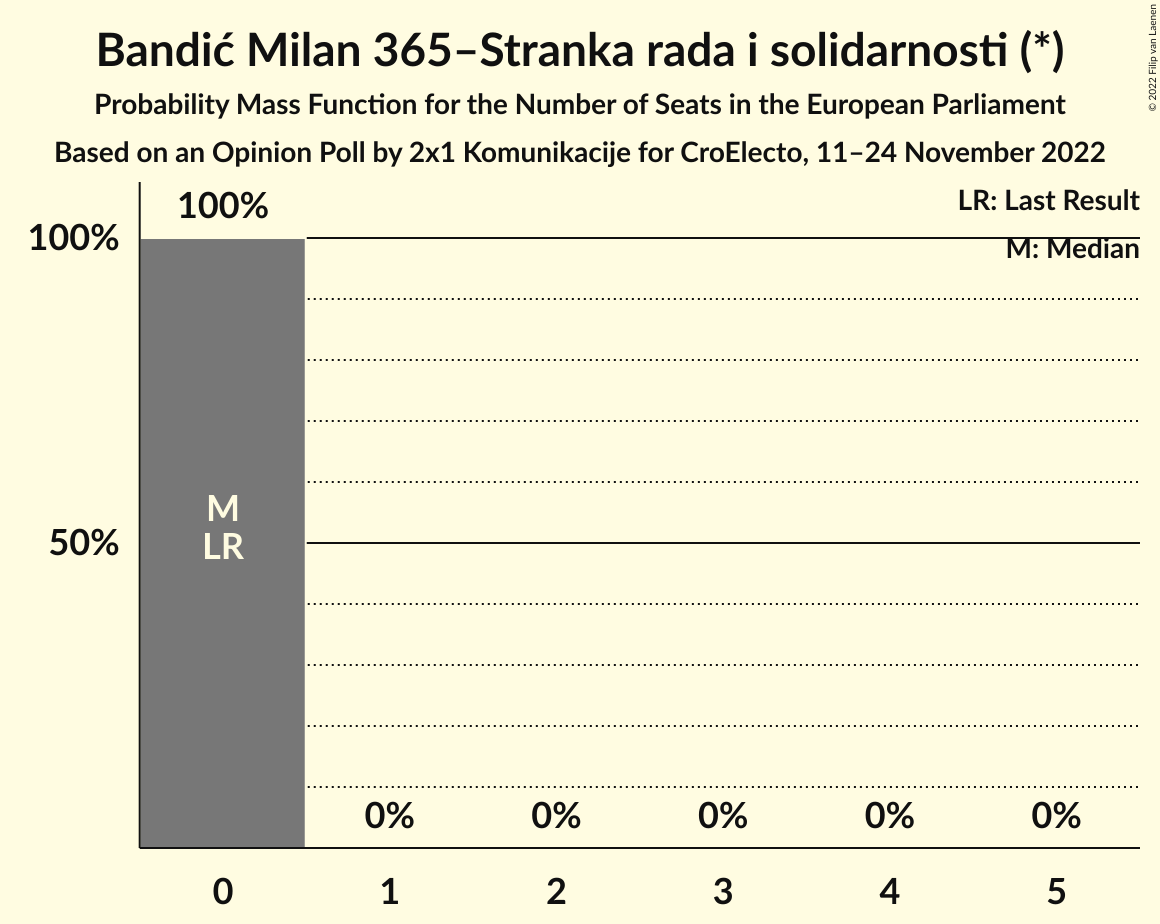 Bandić Milan 365–Stranka rada i solidarnosti (*)
Probability Mass Function for the Number of Seats in the European Parliament
Based on an Opinion Poll by 2x1 Komunikacije for CroElecto, 11–24 November 2022
© 2022 Filip van Laenen
LR: Last Result
M: Median
100%
100%
50%
M
LR
0% 0% 0% 0% 0%
0 1 2 3 4 5